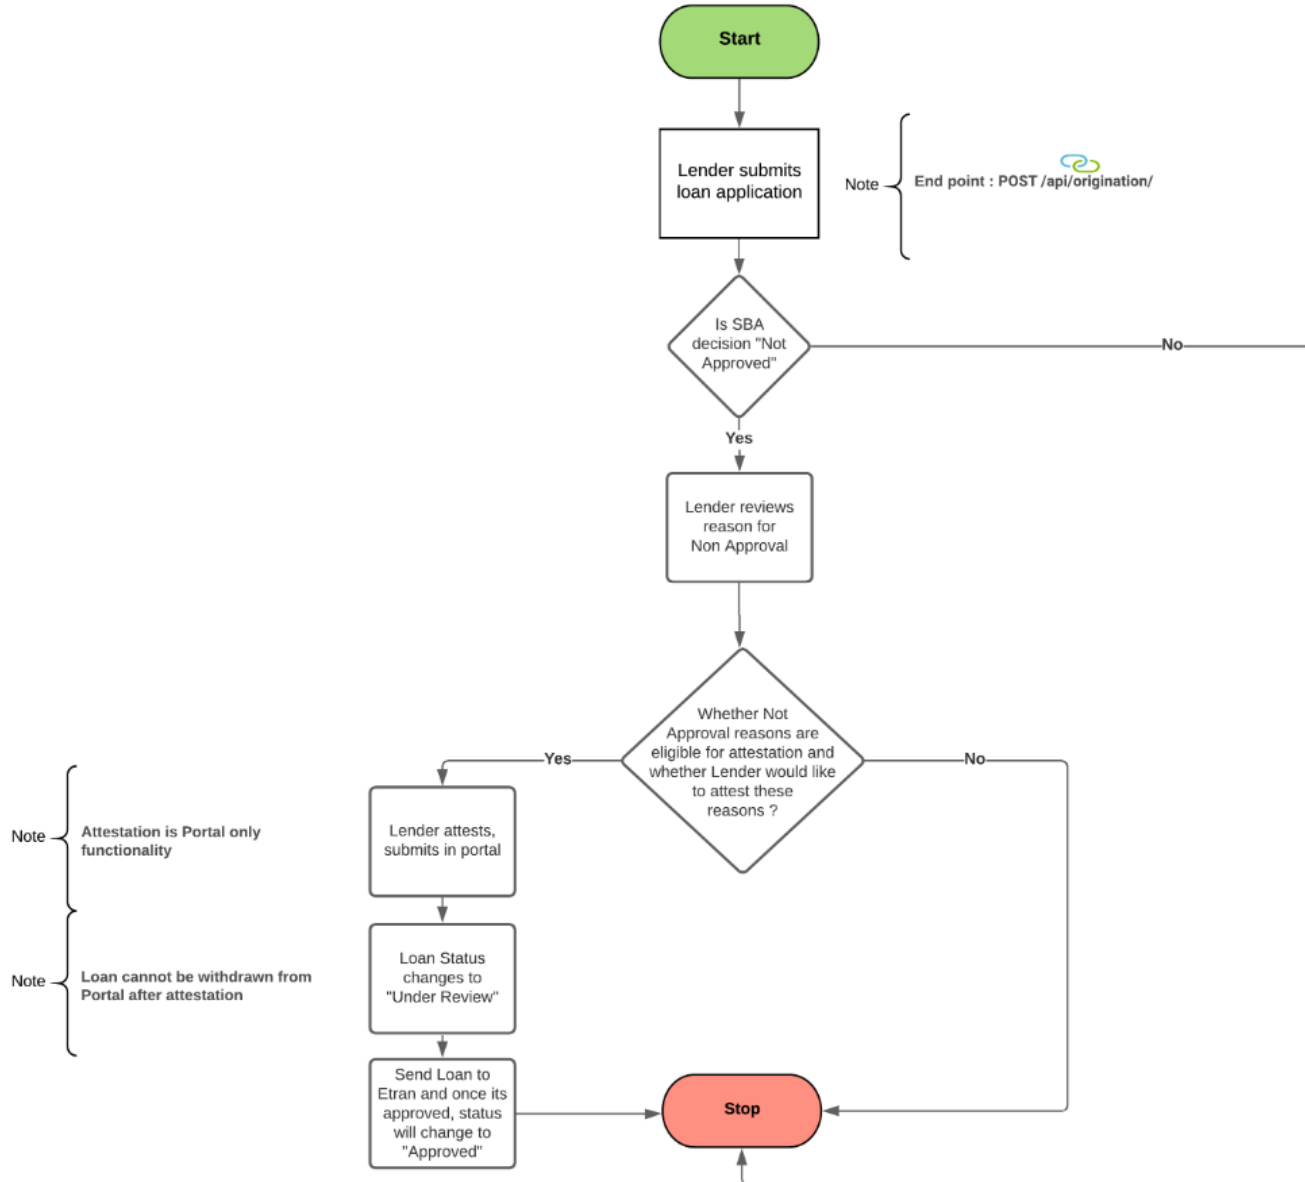 Start
Lender submits
loan application
Note
End point : POST /api/origination/
Is SBA
decision "Not
Approved"
No
Yes
Lender reviews
reason for
Non Approval
Whether Not
Approval reasons are
eligible for attestation and
whether Lender would like
to attest these
reasons ?
Yes
No
Note
Attestation is Portal only
functionality
Lender attests,
submits in portal
Note
Loan cannot be withdrawn from
Portal after attestation
Loan Status
changes to
"Under Review"
Send Loan to
Etran and once its
approved, status
will change to
"Approved"
Stop